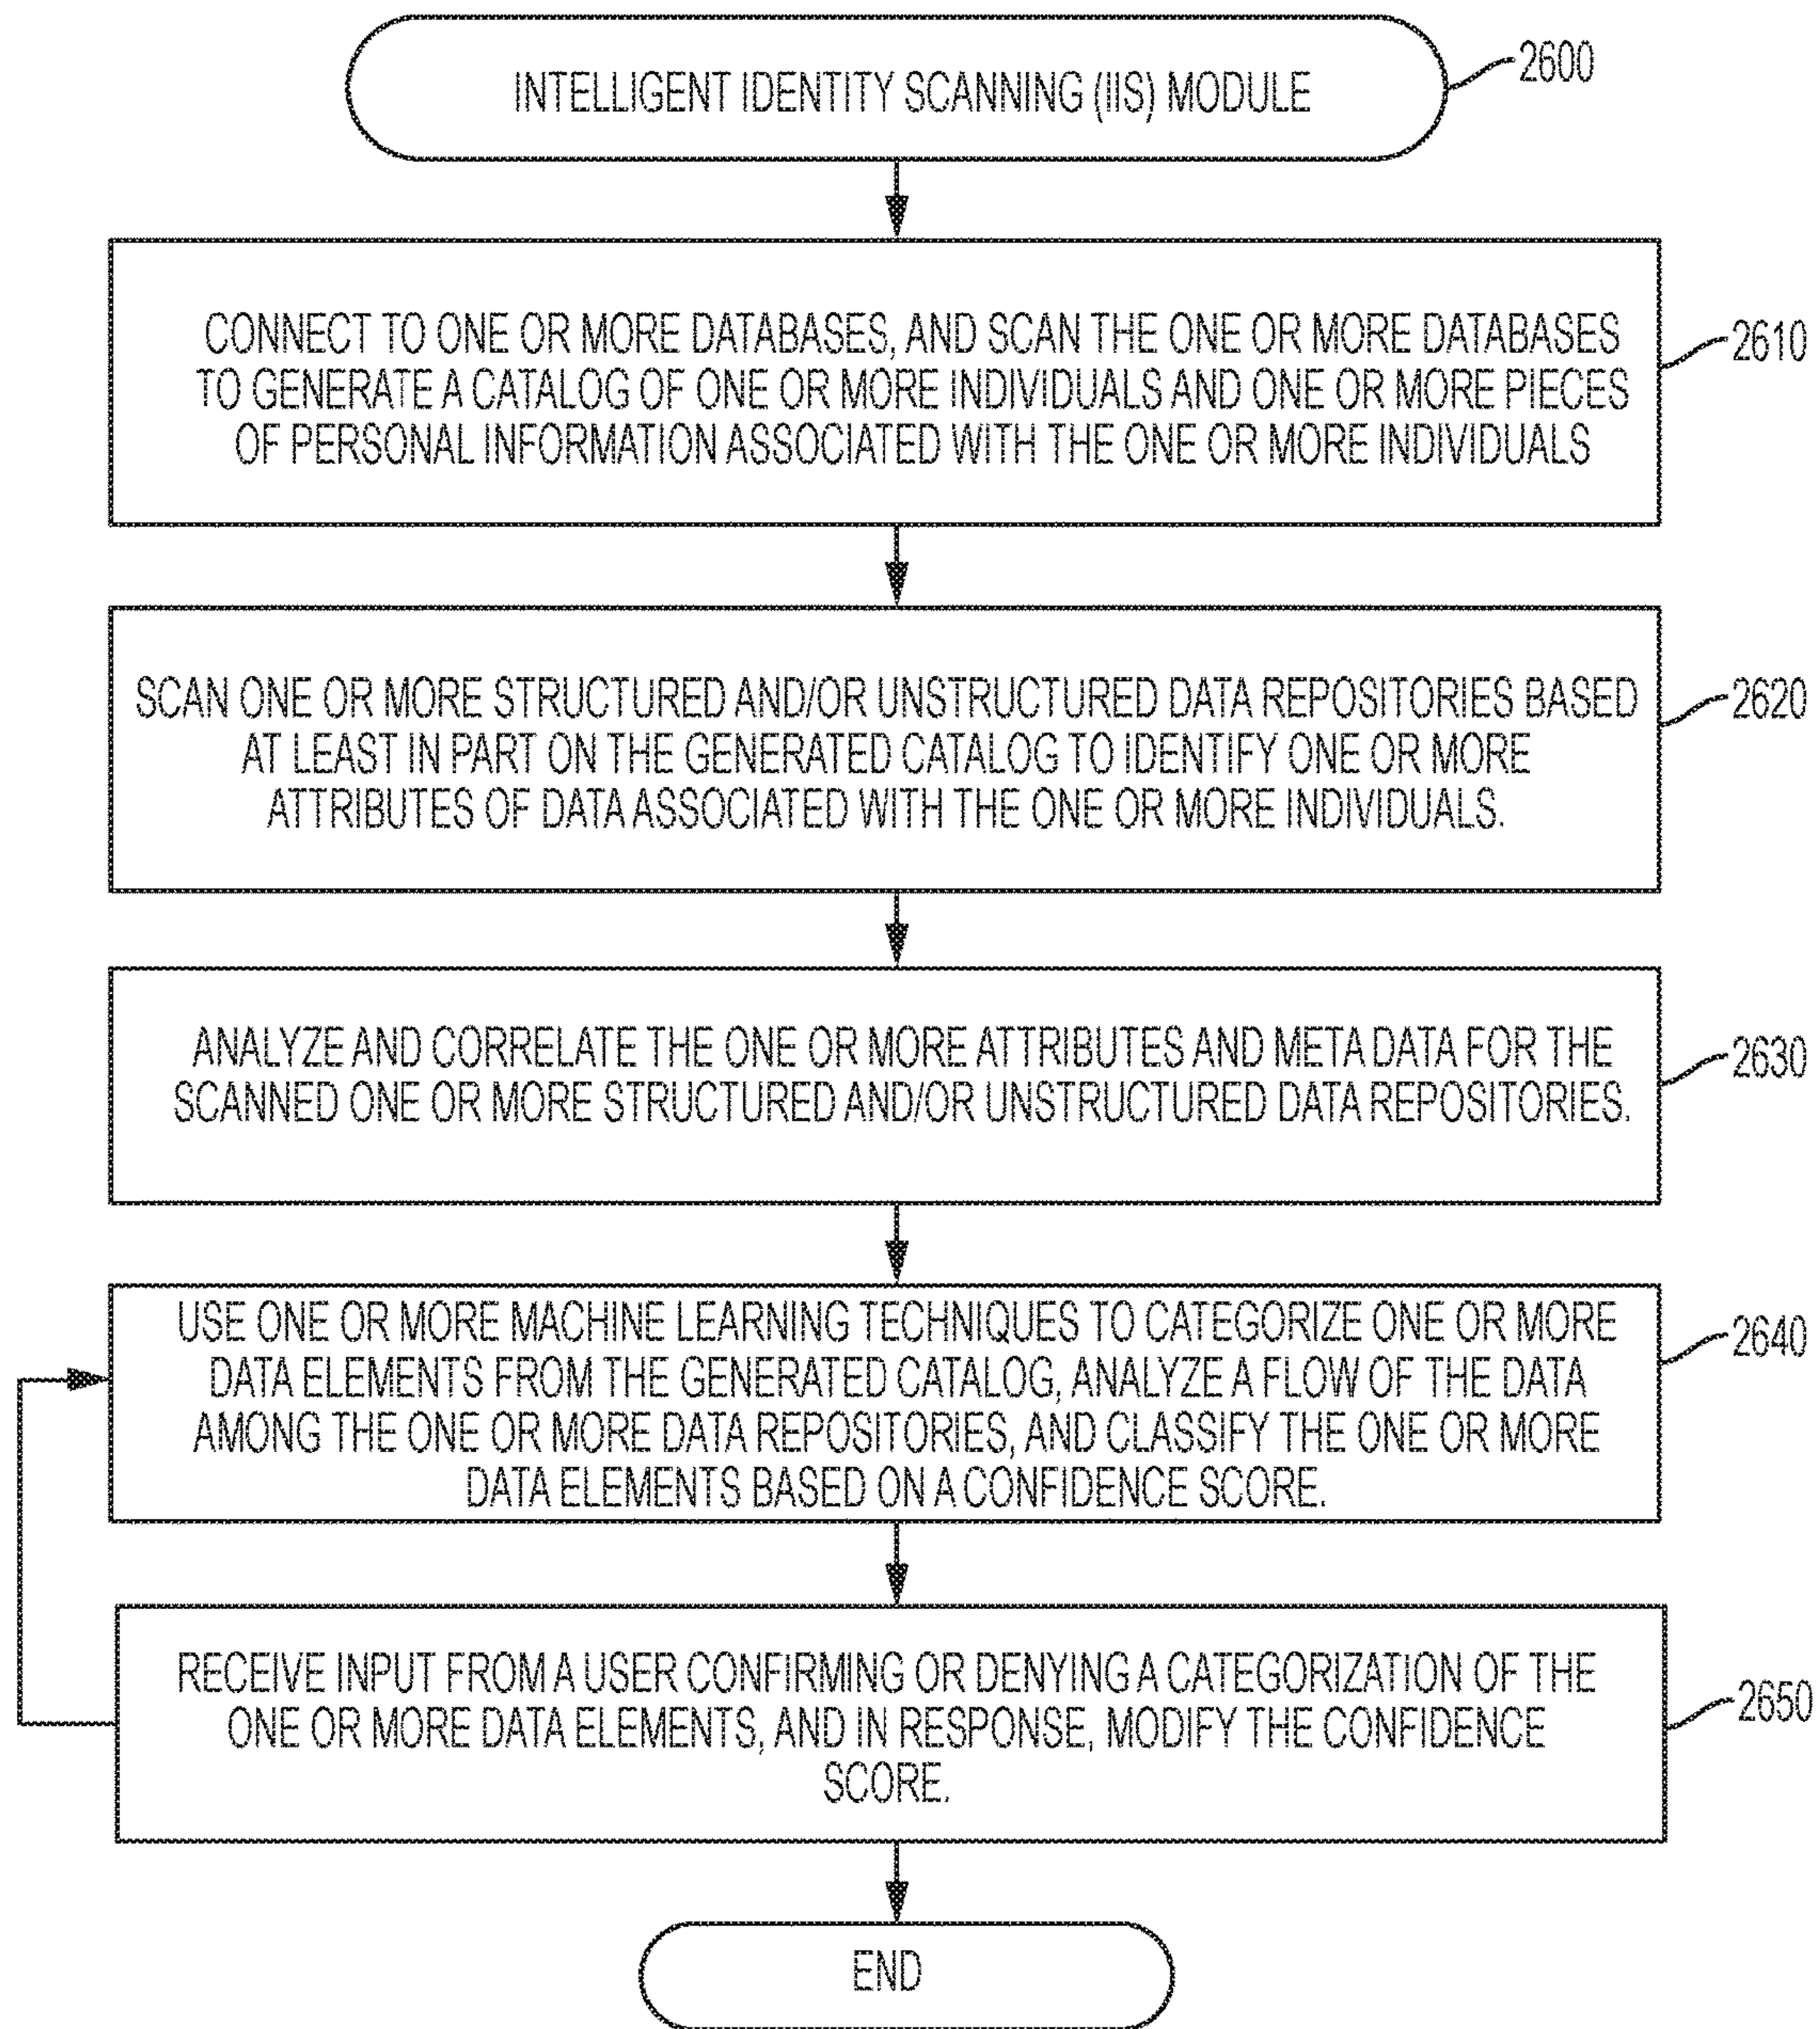 INTELLIGENT IDENTITY SCANNING (IIS) MODULE
2600
CONNECT TO ONE OR MORE DATABASES, AND SCAN THE ONE OR MORE DATABASES
TO GENERATE A CATALOG OF ONE OR MORE INDIVIDUALS AND ONE OR MORE PIECES
OF PERSONAL INFORMATION ASSOCIATED WITH THE ONE OR MORE INDIVIDUALS
2610
SCAN ONE OR MORE STRUCTURED AND/OR UNSTRUCTURED DATA REPOSITORIES BASED
AT LEAST IN PART ON THE GENERATED CATALOG TO IDENTIFY ONE OR MORE
ATTRIBUTES OF DATA ASSOCIATED WITH THE ONE OR MORE INDIVIDUALS.
2620
ANALYZE AND CORRELATE THE ONE OR MORE ATTRIBUTES AND META DATA FOR THE
SCANNED ONE OR MORE STRUCTURED AND/OR UNSTRUCTURED DATA REPOSITORIES.
2630
USE ONE OR MORE MACHINE LEARNING TECHNIQUES TO CATEGORIZE ONE OR MORE
DATA ELEMENTS FROM THE GENERATED CATALOG, ANALYZE A FLOW OF THE DATA
AMONG THE ONE OR MORE DATA REPOSITORIES, AND CLASSIFY THE ONE OR MORE
DATA ELEMENTS BASED ON A CONFIDENCE SCORE.
2640
RECEIVE INPUT FROM A USER CONFIRMING OR DENYING A CATEGORIZATION OF THE
ONE OR MORE DATA ELEMENTS, AND IN RESPONSE, MODIFY THE CONFIDENCE
SCORE.
2650
END